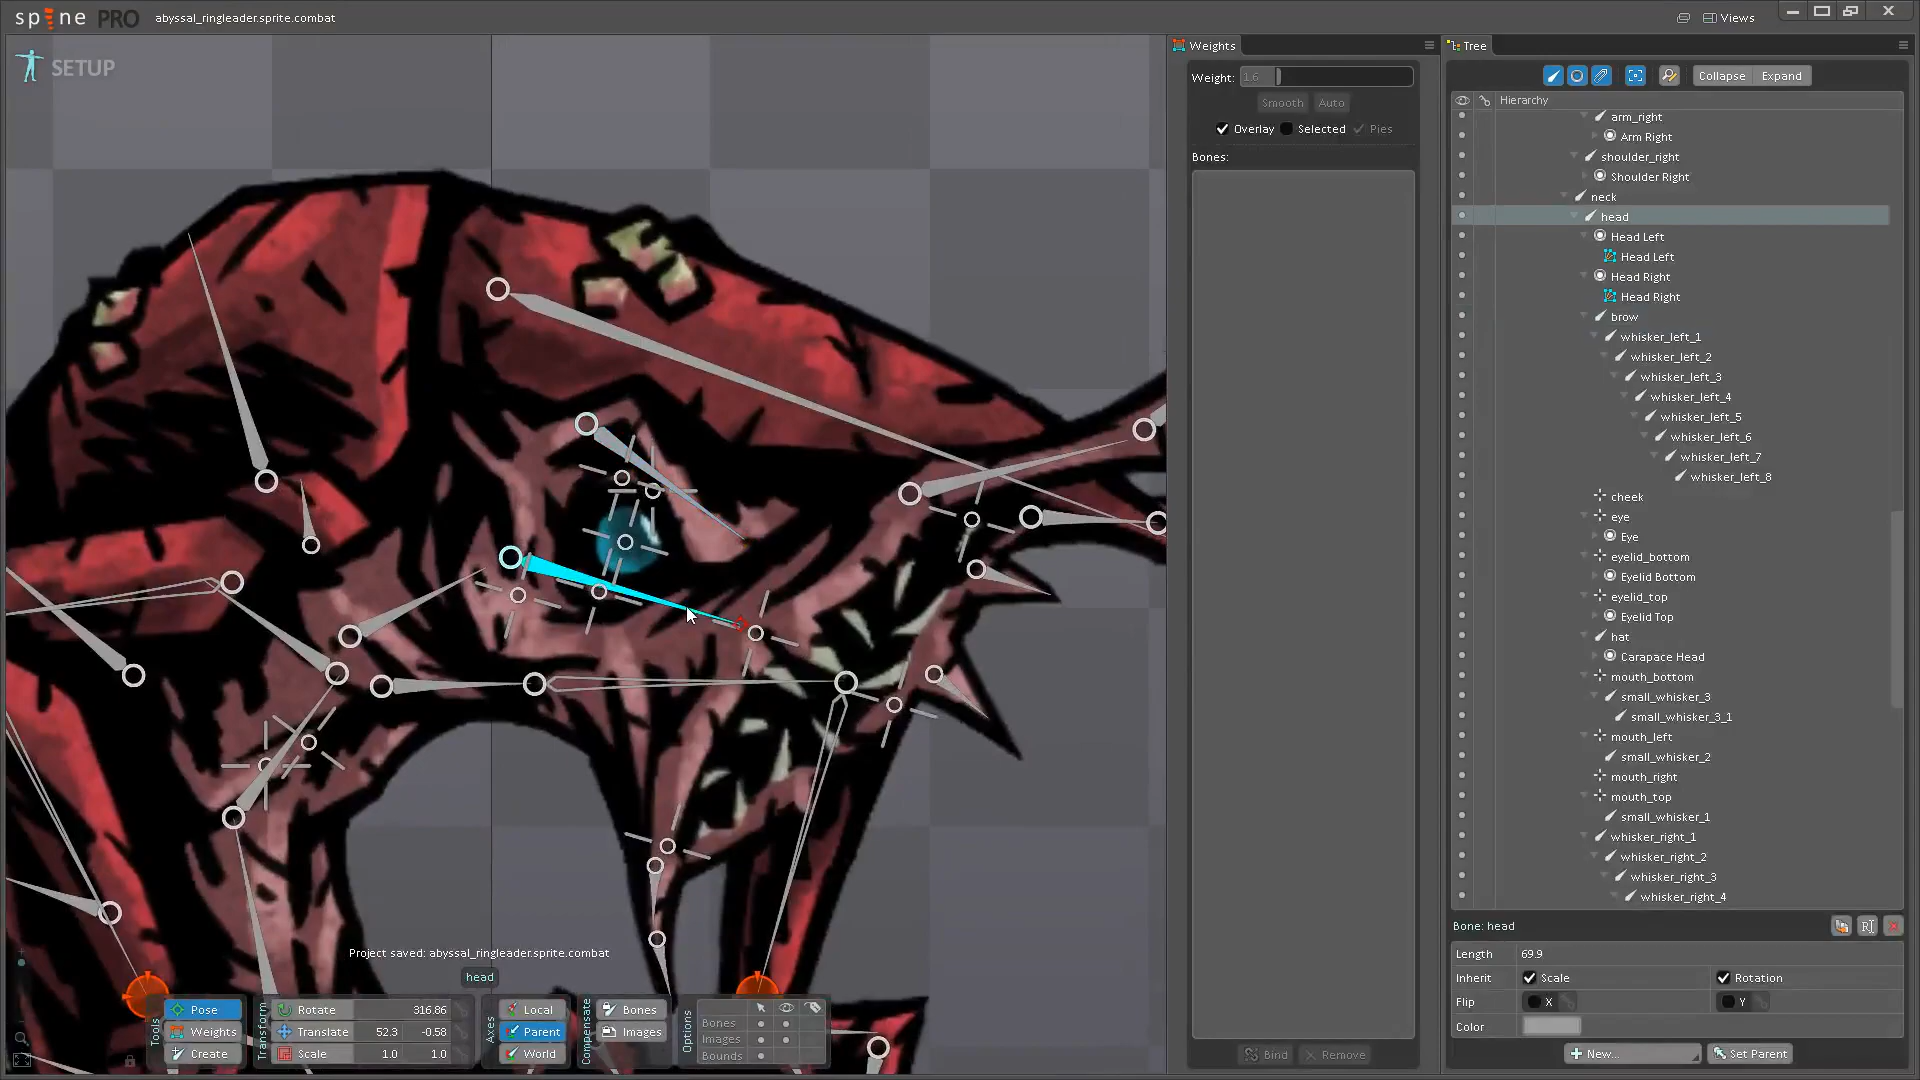 spine PRO abyssal_ringleader.sprite.combat
Views
SETUP
Weights
Weight: 1.6
Smooth Auto
Overlay Selected Pies
Bones:
Bind Remove
Tree
Collapse Expand
Hierarchy
arm_right
Arm Right
shoulder_right
Shoulder Right
neck
head
Head Left
Head Left
Head Right
Head Right
brow
whisker_left_1
whisker_left_2
whisker_left_3
whisker_left_4
whisker_left_5
whisker_left_6
whisker_left_7
whisker_left_8
cheek
eye
Eye
eyelid_bottom
Eyelid Bottom
eyelid_top
Eyelid Top
hat
Carapace Head
mouth_bottom
small_whisker_3
small_whisker_3_1
mouth_left
small_whisker_2
mouth_right
mouth_top
small_whisker_1
whisker_right_1
whisker_right_2
whisker_right_3
whisker_right_4
Bone: head
Length 69.9
Inherit Scale Rotation
Flip X Y
Color
New... Set Parent
Project saved: abyssal_ringleader.sprite.combat
head
Tools
Pose
Weights
Create
Transform
Rotate 316.86
Translate 52.3 -0.58
Scale 1.0 1.0
Axes
Local
Parent
World
Compensate
Bones
Images
Options
Bones
Images
Bounds